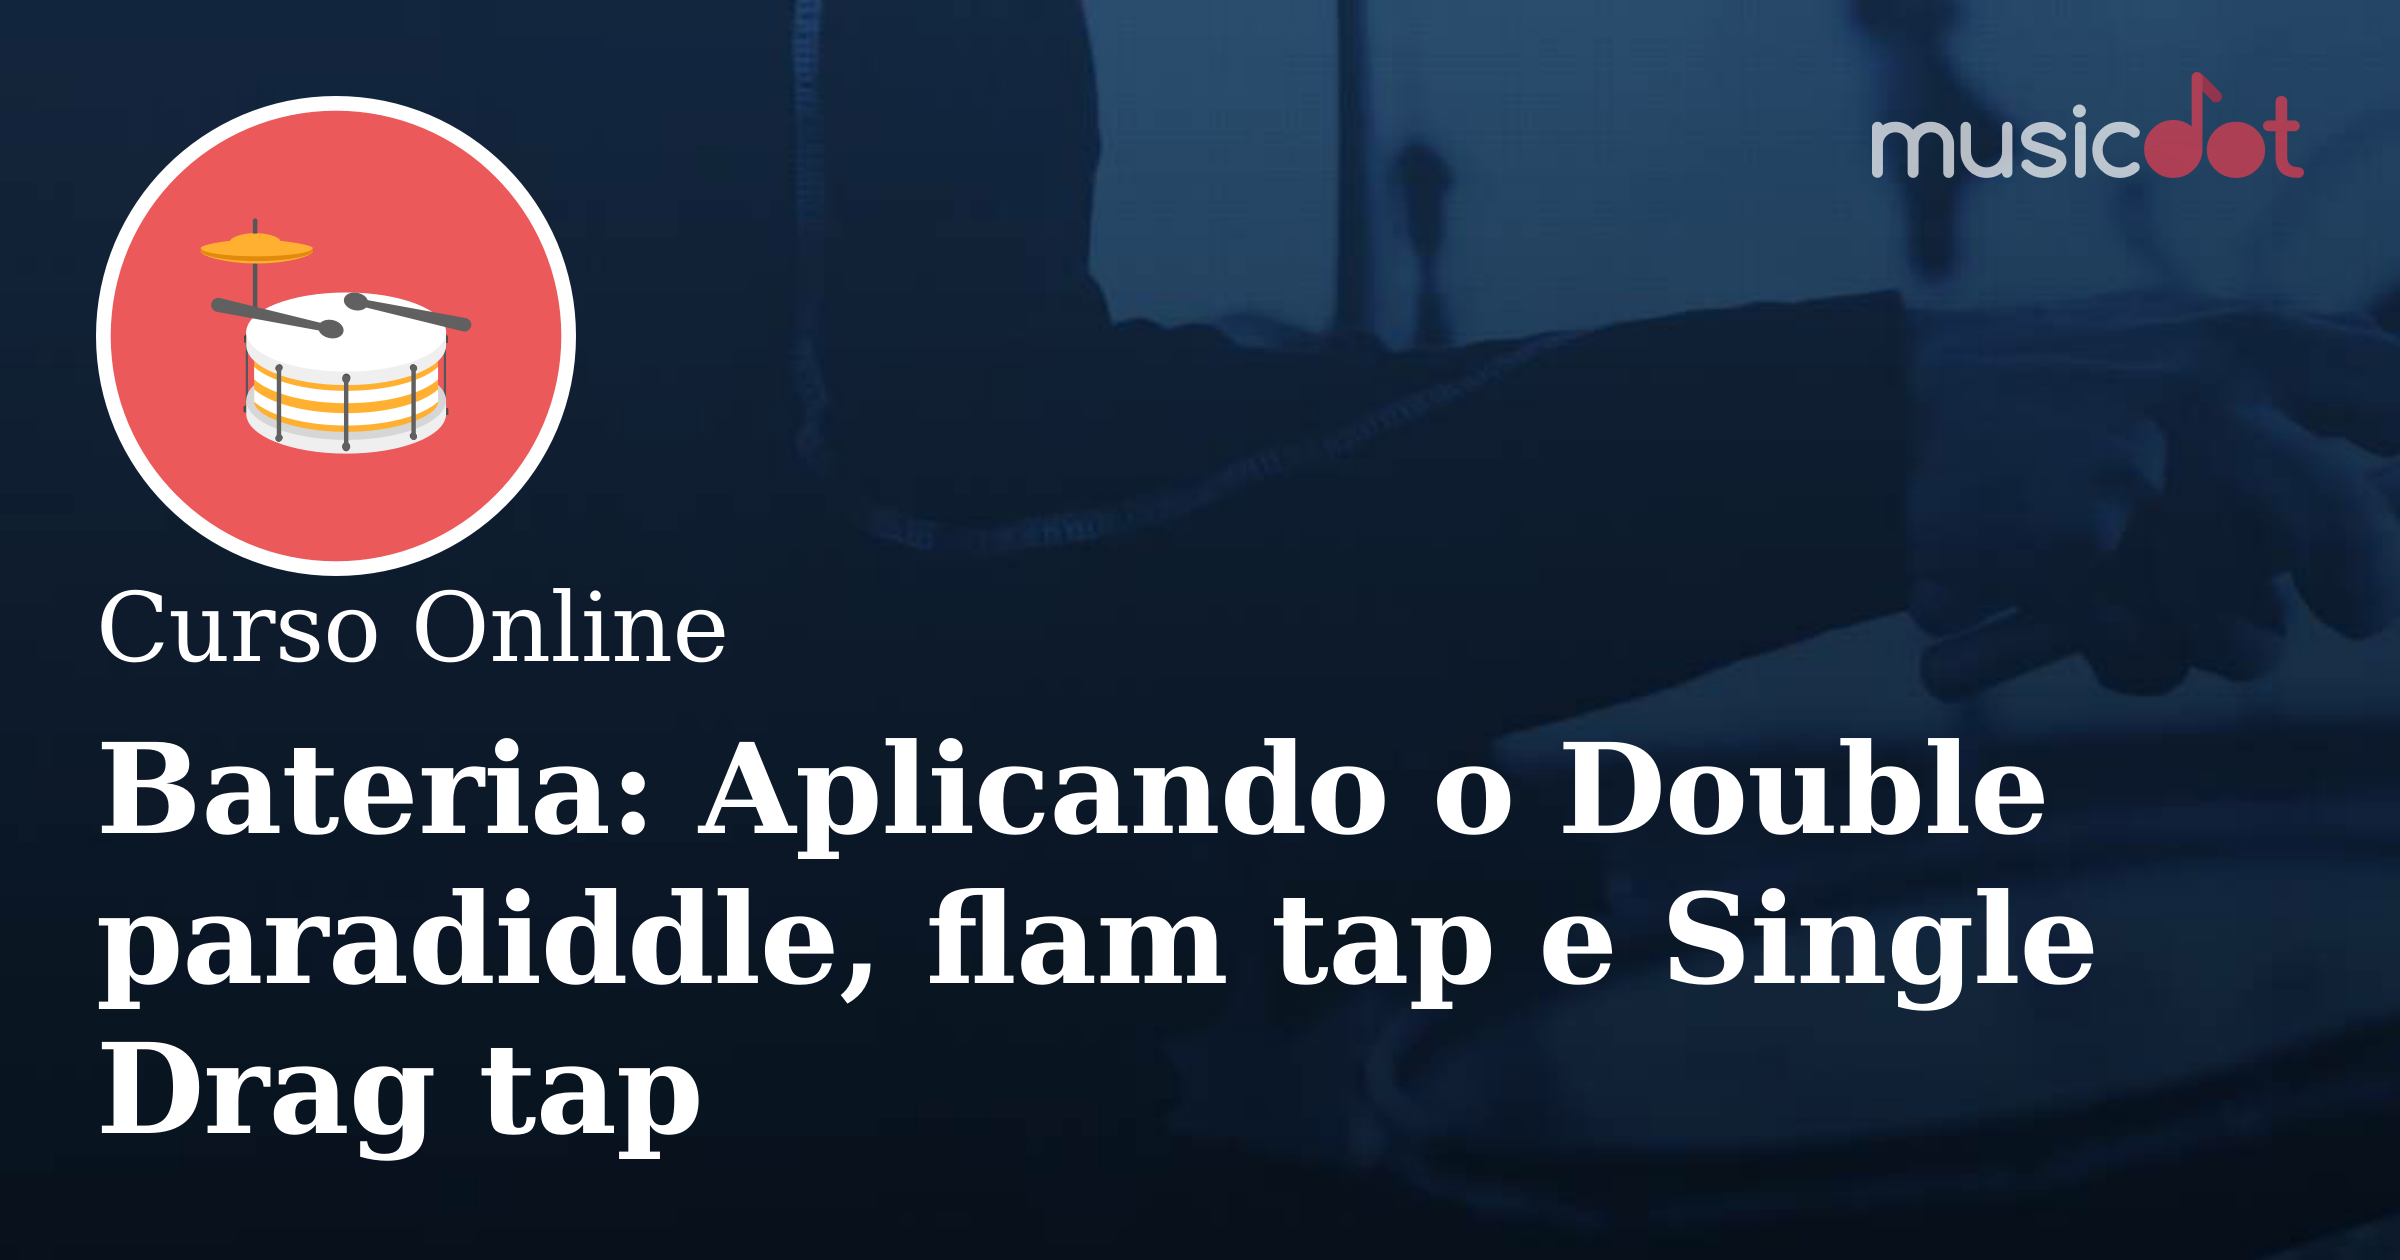 musicdot
Curso Online
Bateria: Aplicando o Double
paradiddle, flam tap e Single
Drag tap